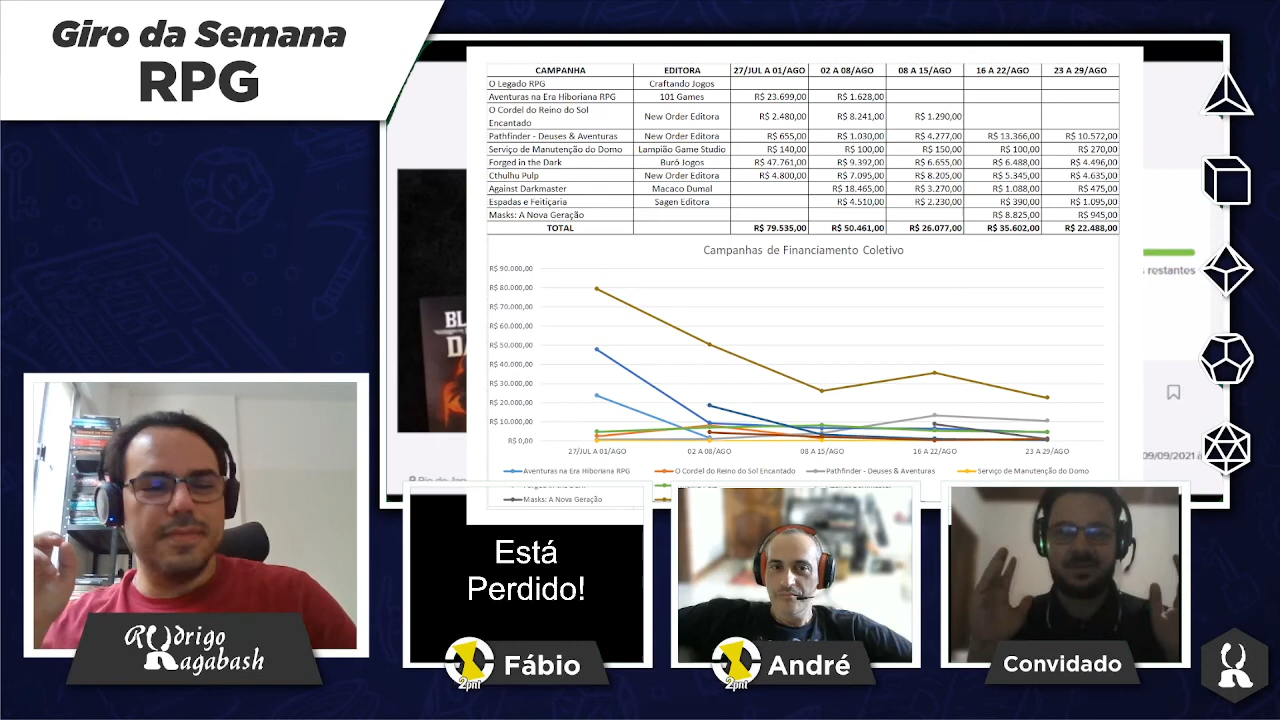 Giro da Semana
RPG
CAMPANHA EDITORA 27/JUL A 01/AGO 02 A 08/AGO 08 A 15/AGO 16 A 22/AGO 23 A 29/AGO
O Legado RPG Craftando Jogos
Aventuras na Era Hiboriana RPG 101 Games R$ 23.699,00 R$ 1.628,00
O Cordel do Reino do Sol
Encantado New Order Editora R$ 2.480,00 R$ 8.241,00 R$ 1.290,00
Pathfinder - Deuses & Aventuras New Order Editora R$ 655,00 R$ 1.030,00 R$ 4.277,00 R$ 13.366,00 R$ 10.572,00
Serviço de Manutenção do Domo Lampião Game Studio R$ 140,00 R$ 100,00 R$ 150,00 R$ 100,00 R$ 270,00
Forged in the Dark Buró Jogos R$ 47.761,00 R$ 9.392,00 R$ 6.655,00 R$ 6.488,00 R$ 4.496,00
Cthulhu Pulp New Order Editora R$ 4.800,00 R$ 7.095,00 R$ 8.205,00 R$ 5.345,00 R$ 4.635,00
Against Darkmaster Macaco Dumal R$ 18.465,00 R$ 3.270,00 R$ 1.088,00 R$ 475,00
Espadas e Feitiçaria Sagen Editora R$ 4.510,00 R$ 2.230,00 R$ 390,00 R$ 1.095,00
Masks: A Nova Geração R$ 8.825,00 R$ 945,00
TOTAL R$ 79.535,00 R$ 50.461,00 R$ 26.077,00 R$ 35.602,00 R$ 22.488,00
Campanhas de Financiamento Coletivo
R$ 90.000,00
R$ 80.000,00
R$ 70.000,00
R$ 60.000,00
R$ 50.000,00
R$ 40.000,00
R$ 30.000,00
R$ 20.000,00
R$ 10.000,00
R$ 0,00
27/JUL A 01/AGO 02 A 08/AGO 08 A 15/AGO 16 A 22/AGO 23 A 29/AGO
Aventuras na Era Hiboriana RPG O Cordel do Reino do Sol Encantado Pathfinder - Deuses & Aventuras Serviço de Manutenção do Domo
Masks: A Nova Geração
restantes
09/09/2021
BL
DA
Está
Perdido!
Rodrigo
Ragabash
2pnt
Fábio
2pnt
André
Convidado